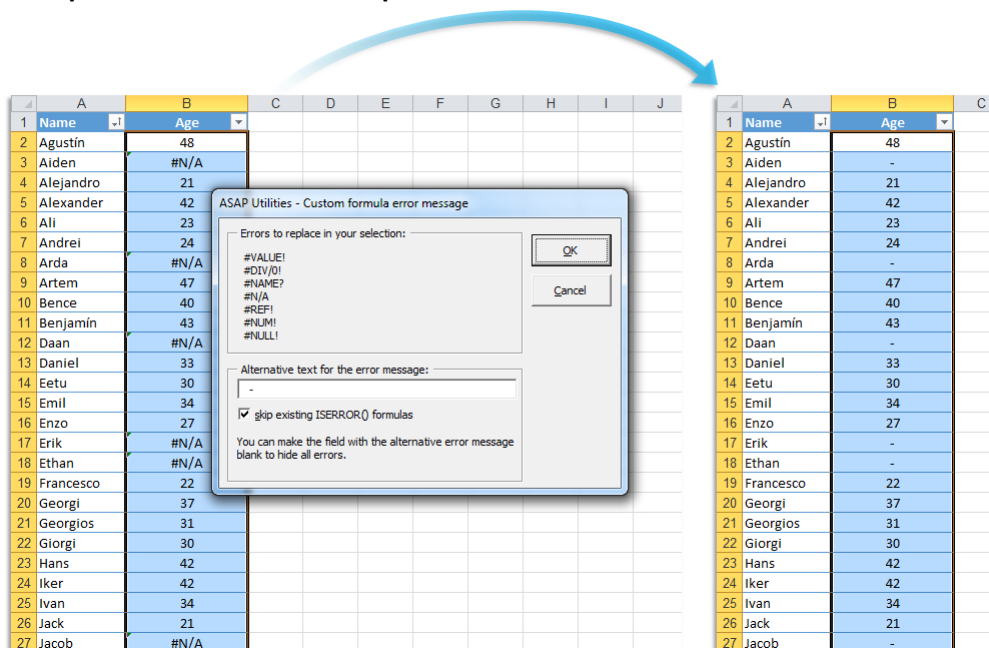 A B C D E F G H I J
1 Name Age
2 Agustín 48
3 Aiden #N/A
4 Alejandro 21
5 Alexander 42
6 Ali 23
7 Andrei 24
8 Arda #N/A
9 Artem 47
10 Bence 40
11 Benjamín 43
12 Daan #N/A
13 Daniel 33
14 Eetu 30
15 Emil 34
16 Enzo 27
17 Erik #N/A
18 Ethan #N/A
19 Francesco 22
20 Georgi 37
21 Georgios 31
22 Giorgi 30
23 Hans 42
24 Iker 42
25 Ivan 34
26 Jack 21
27 Jacob #N/A
ASAP Utilities - Custom formula error message
Errors to replace in your selection:
#VALUE!
#DIV/0!
#NAME?
#N/A
#REF!
#NUM!
#NULL!
OK
Cancel
Alternative text for the error message:
-
skip existing ISERROR() formulas
You can make the field with the alternative error message
blank to hide all errors.
A B C
1 Name Age
2 Agustín 48
3 Aiden -
4 Alejandro 21
5 Alexander 42
6 Ali 23
7 Andrei 24
8 Arda -
9 Artem 47
10 Bence 40
11 Benjamín 43
12 Daan -
13 Daniel 33
14 Eetu 30
15 Emil 34
16 Enzo 27
17 Erik -
18 Ethan -
19 Francesco 22
20 Georgi 37
21 Georgios 31
22 Giorgi 30
23 Hans 42
24 Iker 42
25 Ivan 34
26 Jack 21
27 Jacob -